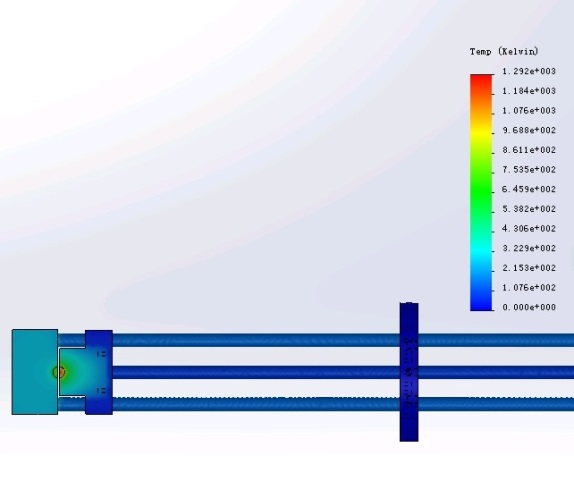 Temp (Kelvin)
1.292e+003
1.184e+003
1.076e+003
9.688e+002
8.611e+002
7.535e+002
6.459e+002
5.382e+002
4.306e+002
3.229e+002
2.153e+002
1.076e+002
0.000e+000